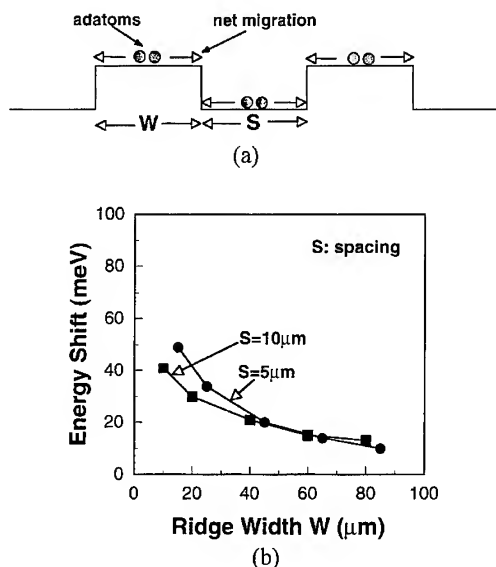 adatoms net migration
W S
(a)
100
80
60
40
20
0
Energy Shift (meV)
S: spacing
S=10μm
S=5μm
0 20 40 60 80 100
Ridge Width W (μm)
(b)